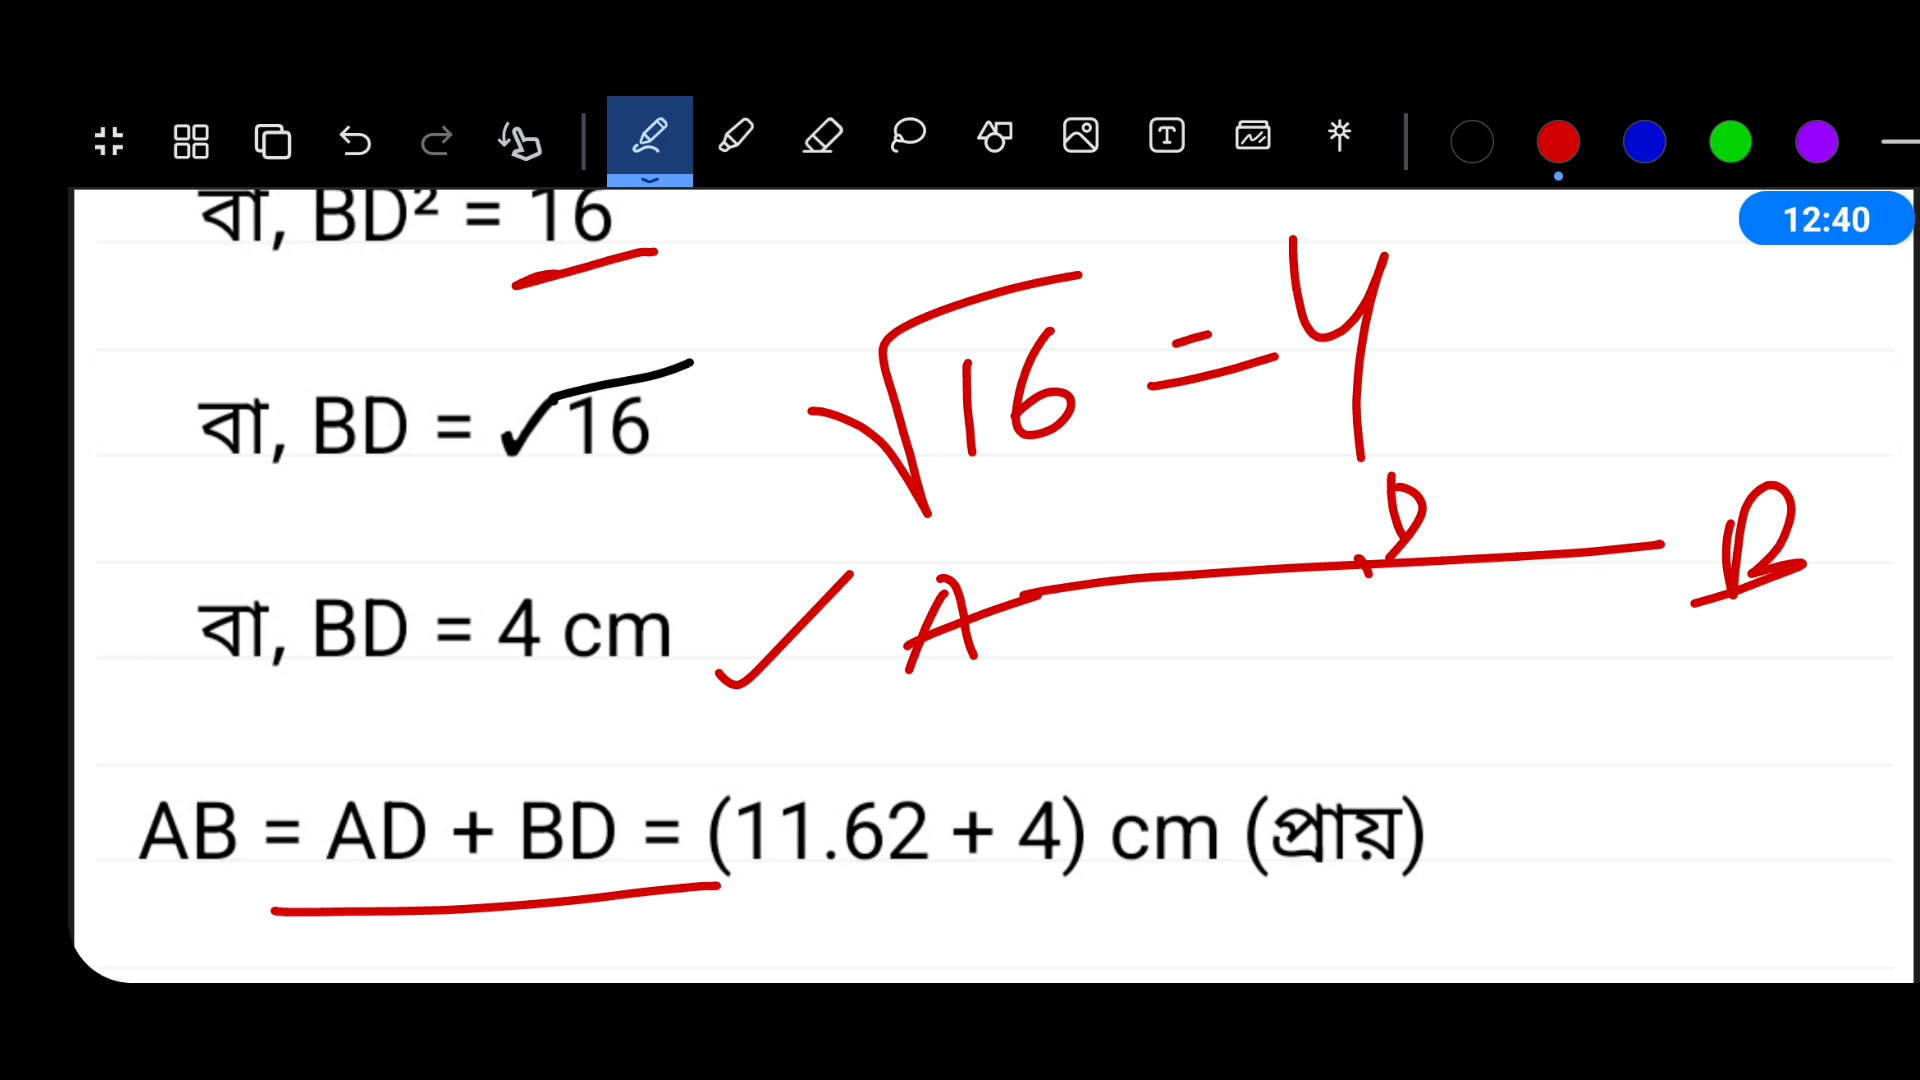 12:40
বা, BD² = 16
√16 = 4
বা, BD = √16
D
B
A
বা, BD = 4 cm
AB = AD + BD = (11.62 + 4) cm (প্রায়)